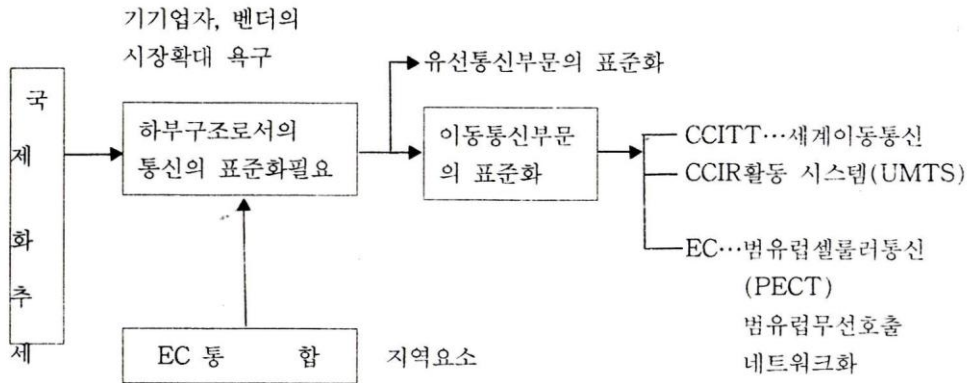 기기업자, 벤더의
시장확대 욕구
국제화추세
하부구조로서의
통신의 표준화필요
유선통신부문의 표준화
이동통신부문
의 표준화
CCITT…세계이동통신
CCIR활동 시스템(UMTS)
EC…범유럽셀룰러통신
(PECT)
범유럽무선호출
네트워크화
EC 통 합
지역요소